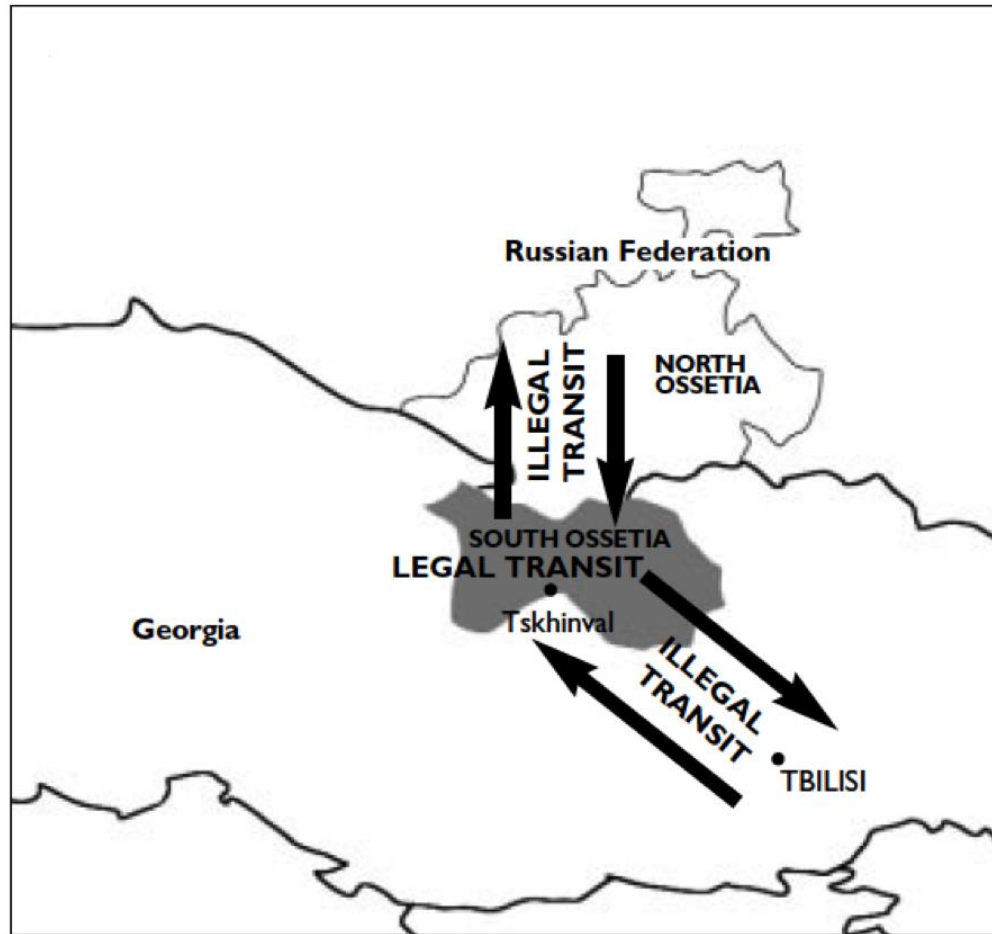 Russian Federation
ILLEGAL
TRANSIT
NORTH
OSSETIA
SOUTH OSSETIA
LEGAL TRANSIT
Tskhinval
Georgia
ILLEGAL
TRANSIT
TBILISI